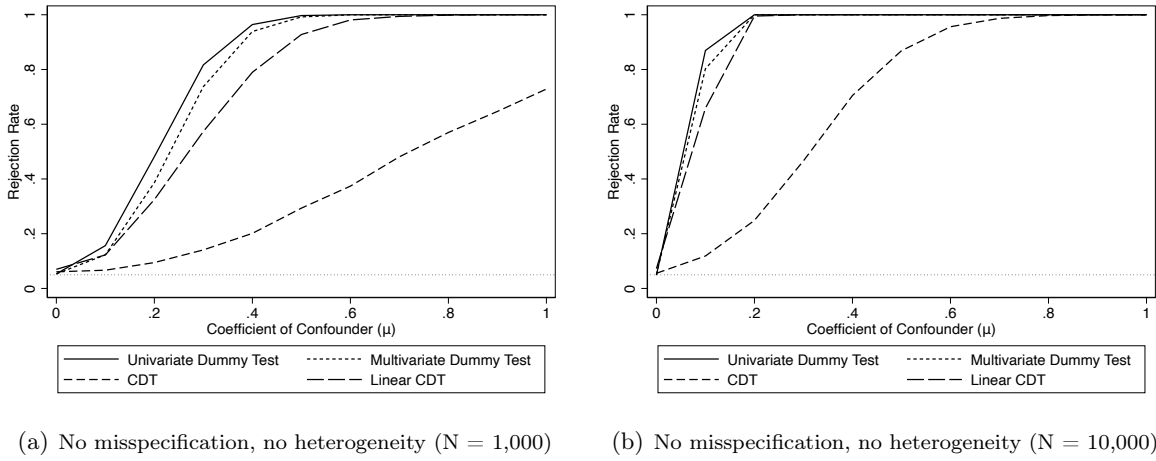 Rejection Rate
1
.8
.6
.4
.2
0
0 .2 .4 .6 .8 1
Coefficient of Confounder (μ)
Univariate Dummy Test Multivariate Dummy Test
CDT Linear CDT
(a) No misspecification, no heterogeneity (N = 1,000)
Rejection Rate
1
.8
.6
.4
.2
0
0 .2 .4 .6 .8 1
Coefficient of Confounder (μ)
Univariate Dummy Test Multivariate Dummy Test
CDT Linear CDT
(b) No misspecification, no heterogeneity (N = 10,000)